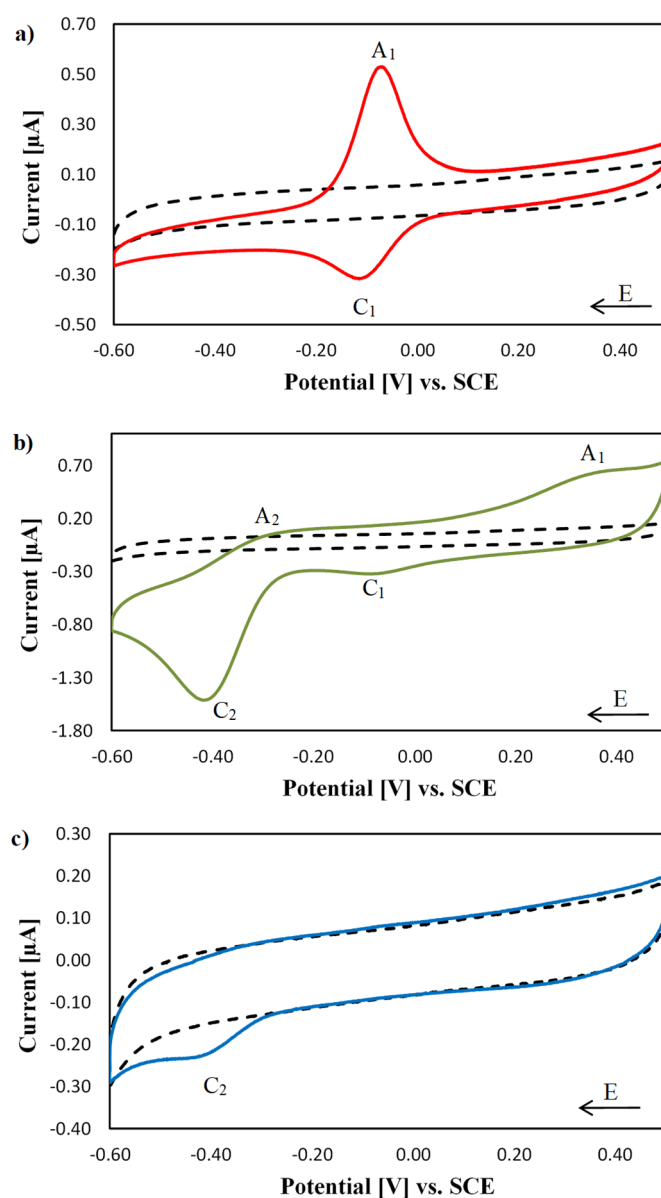 a)
0.70
0.50
0.30
0.10
-0.10
-0.30
-0.50
Current [µA]
A1
C1
E
-0.60 -0.40 -0.20 0.00 0.20 0.40
Potential [V] vs. SCE
b)
0.70
0.20
-0.30
-0.80
-1.30
-1.80
Current [µA]
A1
A2
C1
C2
E
-0.60 -0.40 -0.20 0.00 0.20 0.40
Potential [V] vs. SCE
c)
0.30
0.20
0.10
0.00
-0.10
-0.20
-0.30
-0.40
Current [µA]
C2
E
-0.60 -0.40 -0.20 0.00 0.20 0.40
Potential [V] vs. SCE